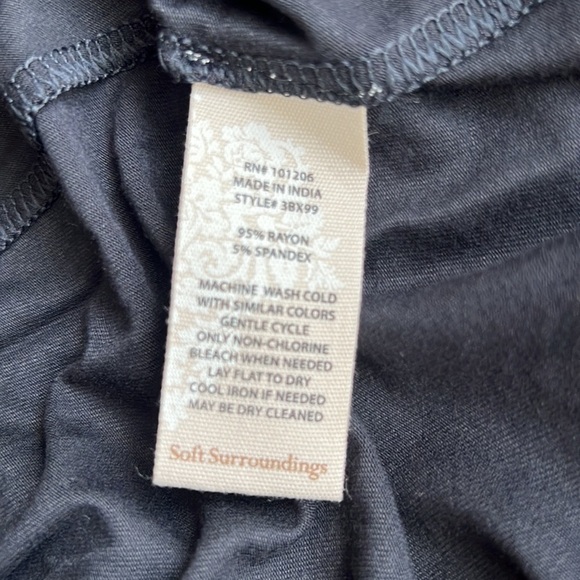 RN# 101206
MADE IN INDIA
STYLE# 3BX99
95% RAYON
5% SPANDEX
MACHINE WASH COLD
WITH SIMILAR COLORS
GENTLE CYCLE
ONLY NON-CHLORINE
BLEACH WHEN NEEDED
LAY FLAT TO DRY
COOL IRON IF NEEDED
MAY BE DRY CLEANED
Soft Surroundings